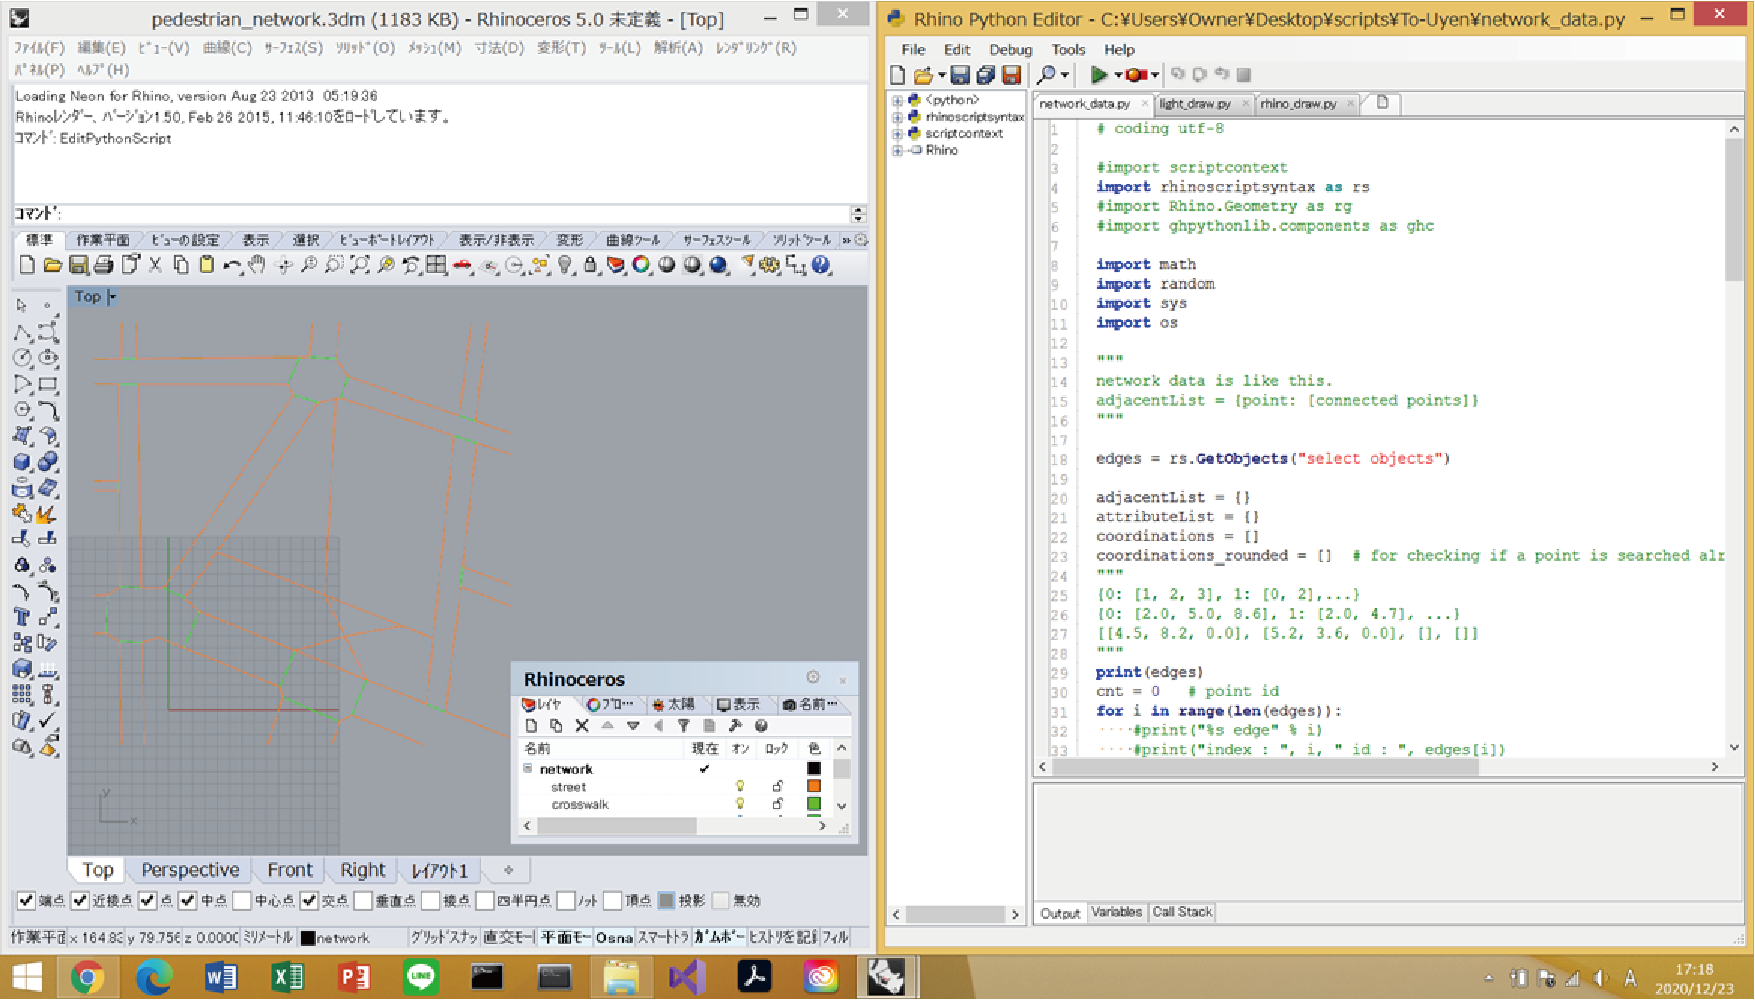 pedestrian_network.3dm (1183 KB) - Rhinoceros 5.0 未定義 - [Top]
ファイル(F) 編集(E) ビュー(V) 曲線(C) サーフェス(S) ソリッド(O) メッシュ(M) 寸法(D) 変形(T) ツール(L) 解析(A) レンダリング(R)
パネル(P) ヘルプ(H)
Loading Neon for Rhino, version Aug 23 2013 05:19:36
Rhinoレンダー、バージョン1.50, Feb 26 2015, 11:46:10をロードしています。
コマンド: EditPythonScript
コマンド:
標準 作業平面 ビューの設定 表示 選択 ビューポートレイアウト 表示/非表示 変形 曲線ツール サーフェスツール ソリッドツール »
Top
y
x
Rhinoceros
レイヤ プロ… 太陽 表示 名前…
名前 現在 オン ロック 色
network
street
crosswalk
Top Perspective Front Right レイアウト1
端点 近接点 点 中点 中心点 交点 垂直点 接点 四半円点 ノット 頂点 投影 無効
作業平面 x 164.83 y 79.756 z 0.0000 ミリメートル network グリッドスナッ 直交モー 平面モー Osna スマートトラ ガムボー ヒストリを記録 フィル
Rhino Python Editor - C:¥Users¥Owner¥Desktop¥scripts¥To-Uyen¥network_data.py
File Edit Debug Tools Help
<python>
rhinoscriptsyntax
scriptcontext
Rhino
network_data.py light_draw.py rhino_draw.py
1 # coding utf-8
2
3 #import scriptcontext
4 import rhinoscriptsyntax as rs
5 #import Rhino.Geometry as rg
6 #import ghpythonlib.components as ghc
7
8 import math
9 import random
10 import sys
11 import os
12
13 """
14 network data is like this.
15 adjacentList = {point: [connected points]}
16 """
17
18 edges = rs.GetObjects("select objects")
19
20 adjacentList = {}
21 attributeList = {}
22 coordinations = []
23 coordinations_rounded = [] # for checking if a point is searched alr
24 """
25 {0: [1, 2, 3], 1: [0, 2],...}
26 {0: [2.0, 5.0, 8.6], 1: [2.0, 4.7], ...}
27 [[4.5, 8.2, 0.0], [5.2, 3.6, 0.0], [], []]
28 """
29 print(edges)
30 cnt = 0 # point id
31 for i in range(len(edges)):
32 ····#print("%s edge" % i)
33 ····#print("index : ", i, " id : ", edges[i])
Output Variables Call Stack
LINE
A
17:18
2020/12/23